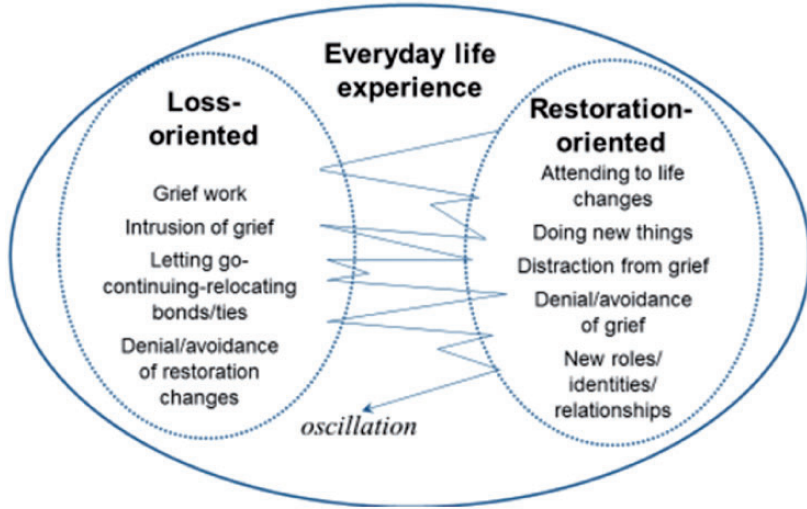 Everyday life
experience
Loss-
oriented
Grief work
Intrusion of grief
Letting go-
continuing-relocating
bonds/ties
Denial/avoidance
of restoration
changes
Restoration-
oriented
Attending to life
changes
Doing new things
Distraction from grief
Denial/avoidance
of grief
New roles/
identities/
relationships
oscillation